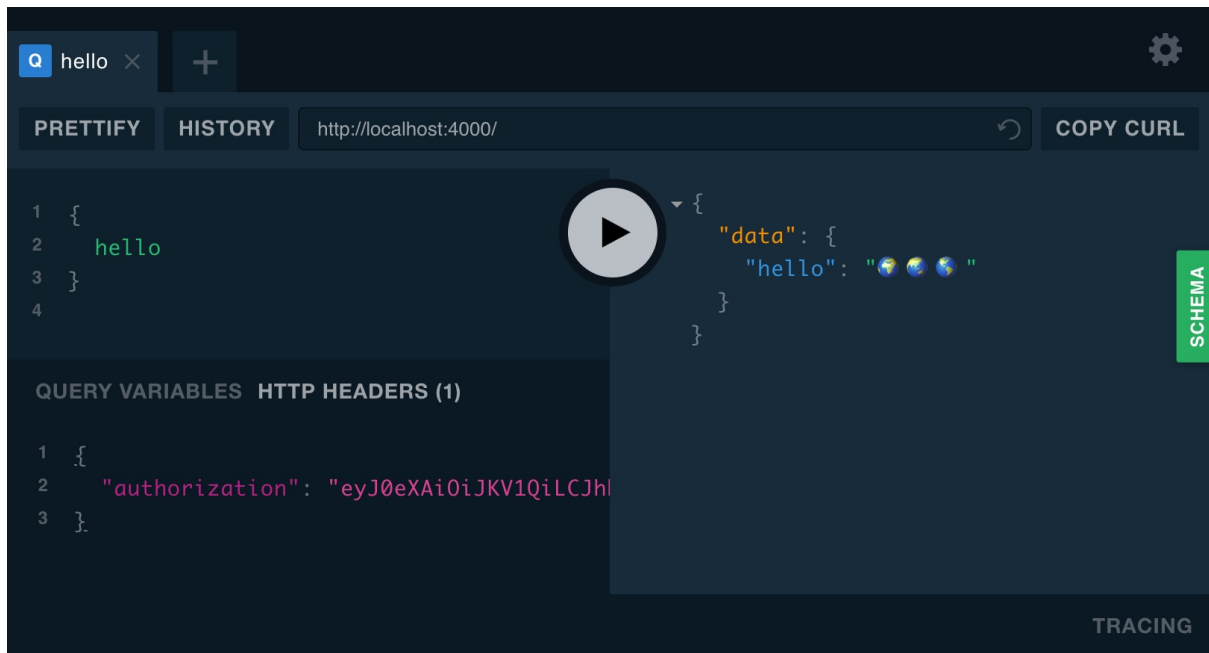 Q hello
PRETTIFY HISTORY http://localhost:4000/ COPY CURL
1 {
2 hello
3 }
4
{
"data": {
"hello": "🌍 🌏 🌎 "
}
}
SCHEMA
QUERY VARIABLES HTTP HEADERS (1)
1 {
2 "authorization": "eyJ0eXAiOiJKV1QiLCJh
3 }
TRACING